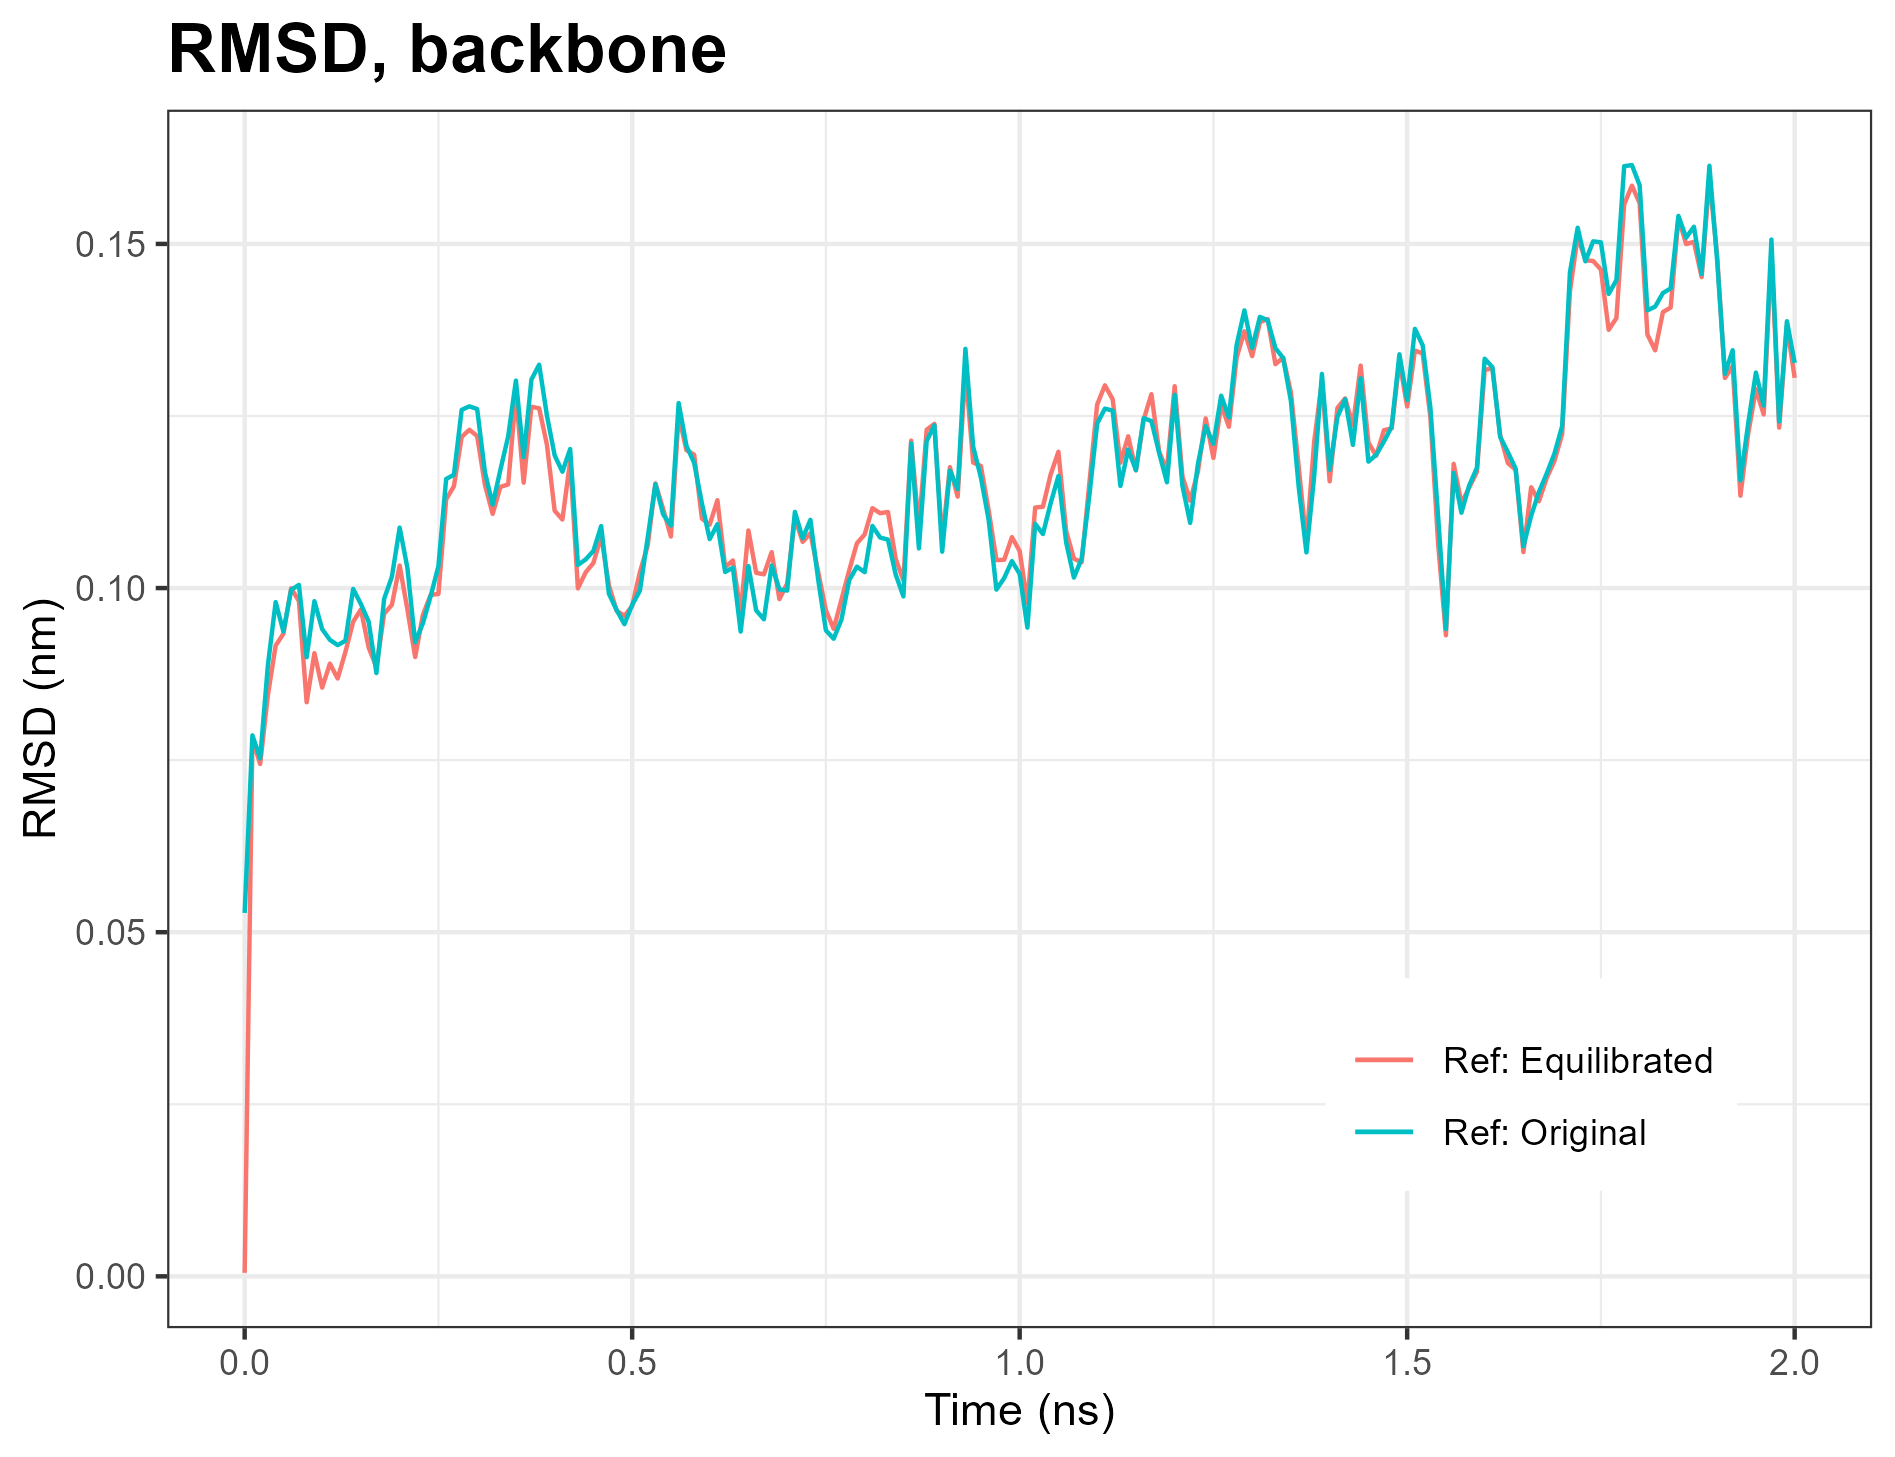 RMSD, backbone
RMSD (nm)
0.15
0.10
0.05
0.00
Ref: Equilibrated
Ref: Original
0.0 0.5 1.0 1.5 2.0
Time (ns)